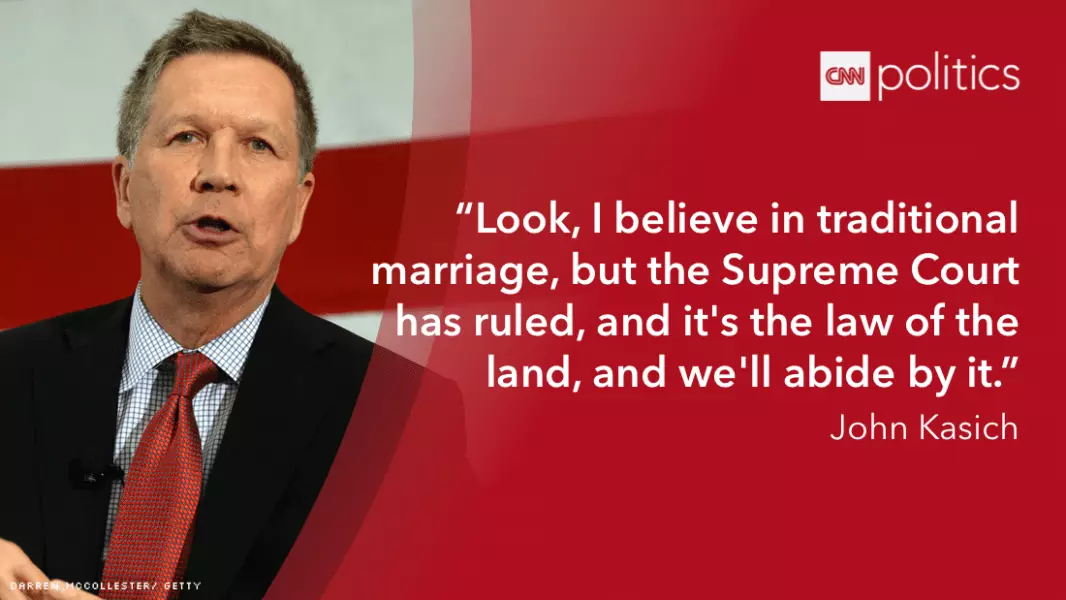 CNN politics
“Look, I believe in traditional
marriage, but the Supreme Court
has ruled, and it's the law of the
land, and we'll abide by it.”
John Kasich
DARREN MCCOLLESTER/ GETTY